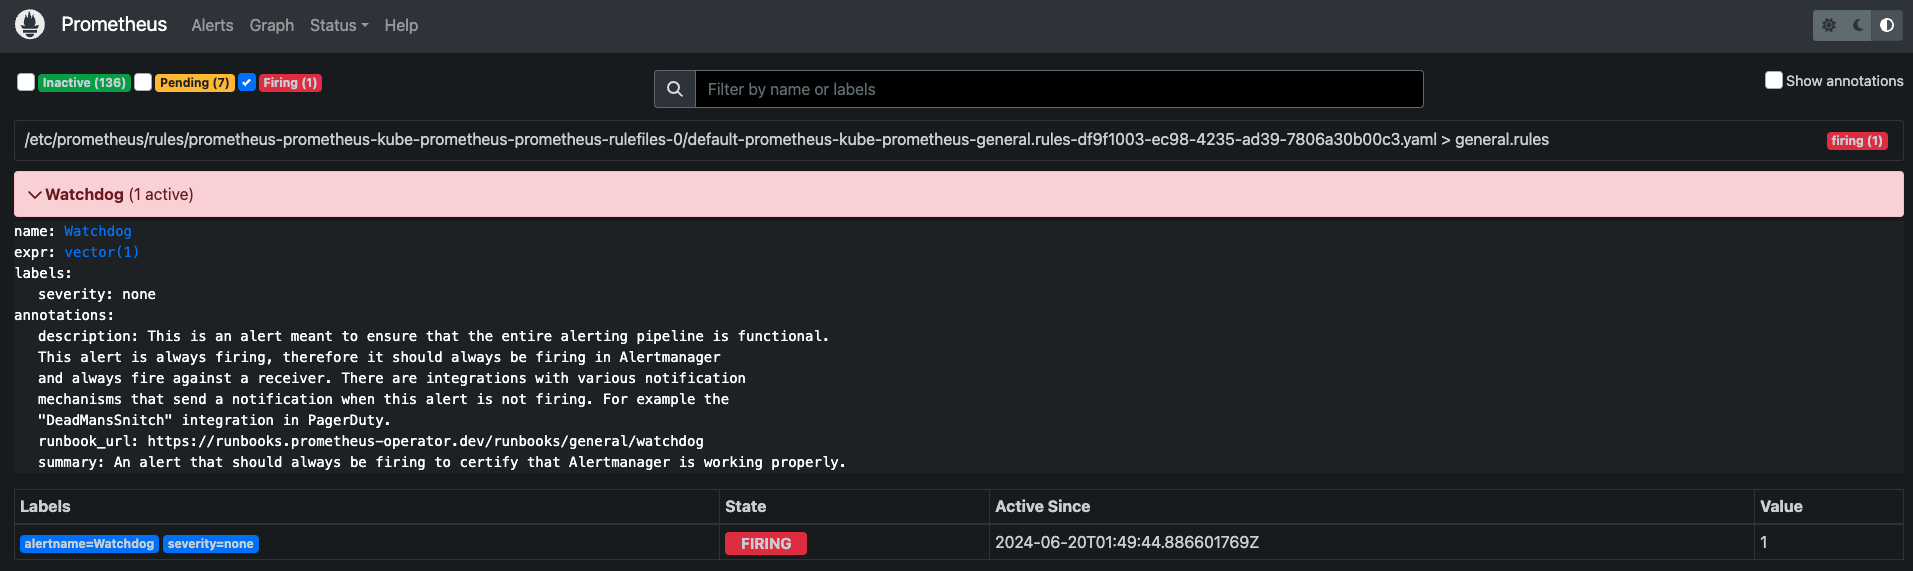 Prometheus Alerts Graph Status Help
Inactive (136) Pending (7) Firing (1)
Filter by name or labels
Show annotations
/etc/prometheus/rules/prometheus-prometheus-kube-prometheus-prometheus-rulefiles-0/default-prometheus-kube-prometheus-general.rules-df9f1003-ec98-4235-ad39-7806a30b00c3.yaml > general.rules firing (1)
Watchdog (1 active)
name: Watchdog
expr: vector(1)
labels:
severity: none
annotations:
description: This is an alert meant to ensure that the entire alerting pipeline is functional.
This alert is always firing, therefore it should always be firing in Alertmanager
and always fire against a receiver. There are integrations with various notification
mechanisms that send a notification when this alert is not firing. For example the
"DeadMansSnitch" integration in PagerDuty.
runbook_url: https://runbooks.prometheus-operator.dev/runbooks/general/watchdog
summary: An alert that should always be firing to certify that Alertmanager is working properly.
Labels State Active Since Value
alertname=Watchdog severity=none FIRING 2024-06-20T01:49:44.886601769Z 1